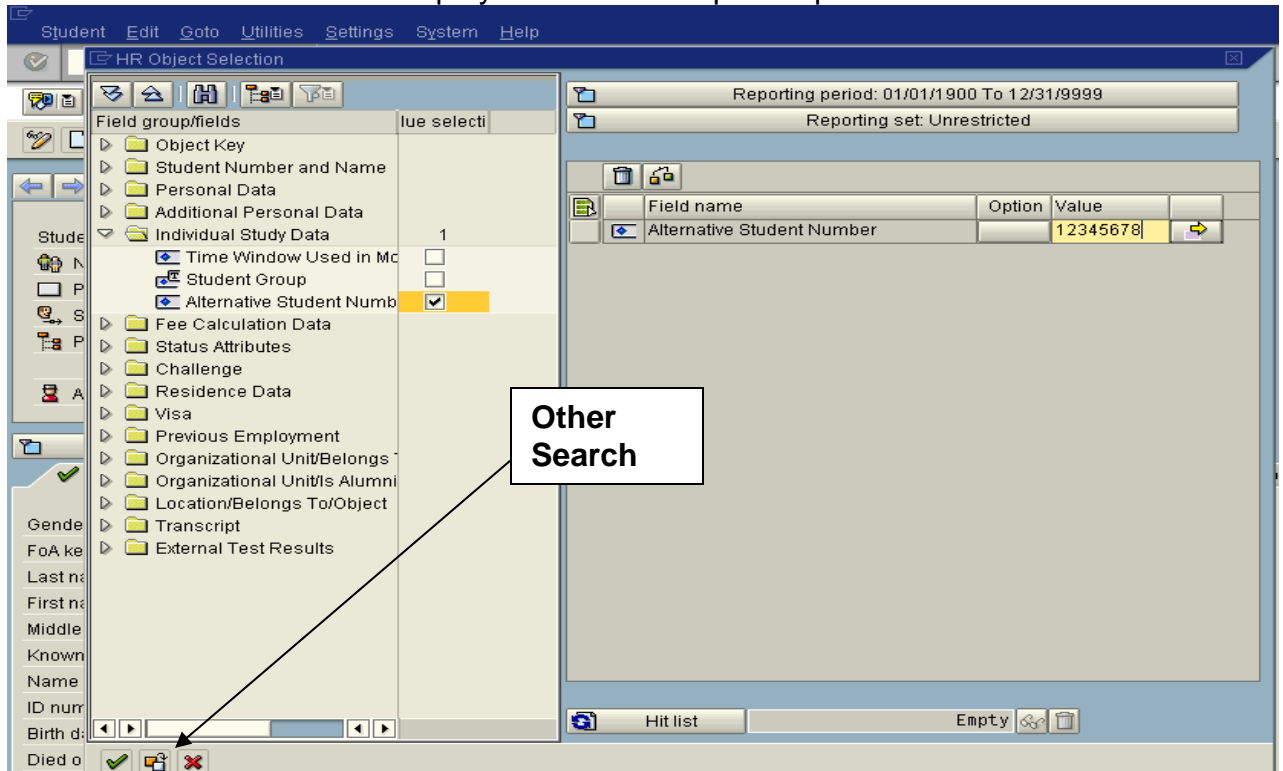 Student Edit Goto Utilities Settings System Help
HR Object Selection
Reporting period: 01/01/1900 To 12/31/9999
Reporting set: Unrestricted
Field group/fields lue selecti
Object Key
Student Number and Name
Personal Data
Additional Personal Data
Individual Study Data 1
Time Window Used in Mo
Student Group
Alternative Student Numb
Fee Calculation Data
Status Attributes
Challenge
Residence Data
Visa
Previous Employment
Organizational Unit/Belongs
Organizational Unit/Is Alumni
Location/Belongs To/Object
Transcript
External Test Results
Field name Option Value
Alternative Student Number 12345678
Other
Search
Hit list Empty
Stude
N
P
S
P
A
Gende
FoA ke
Last na
First na
Middle
Known
Name
ID num
Birth da
Died o